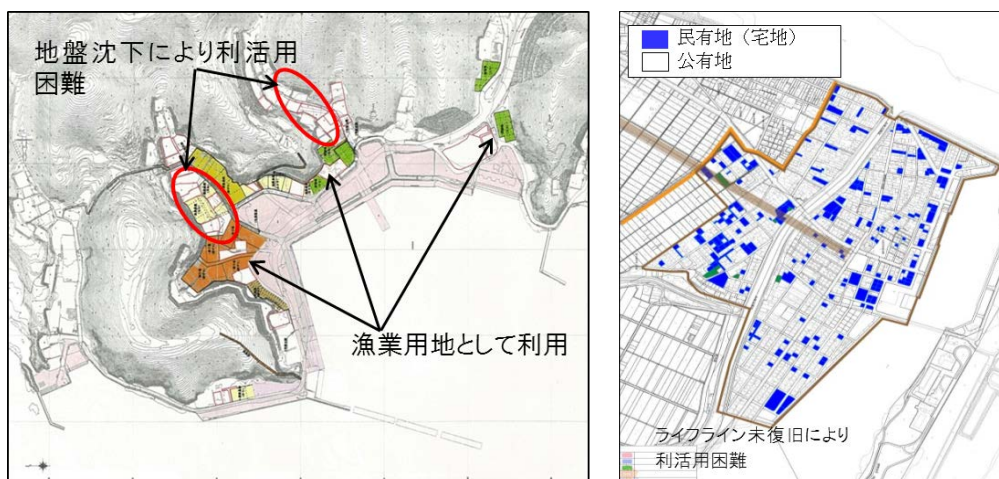 地盤沈下により利活用
困難
漁業用地として利用
民有地（宅地）
公有地
ライフライン未復旧により
利活用困難